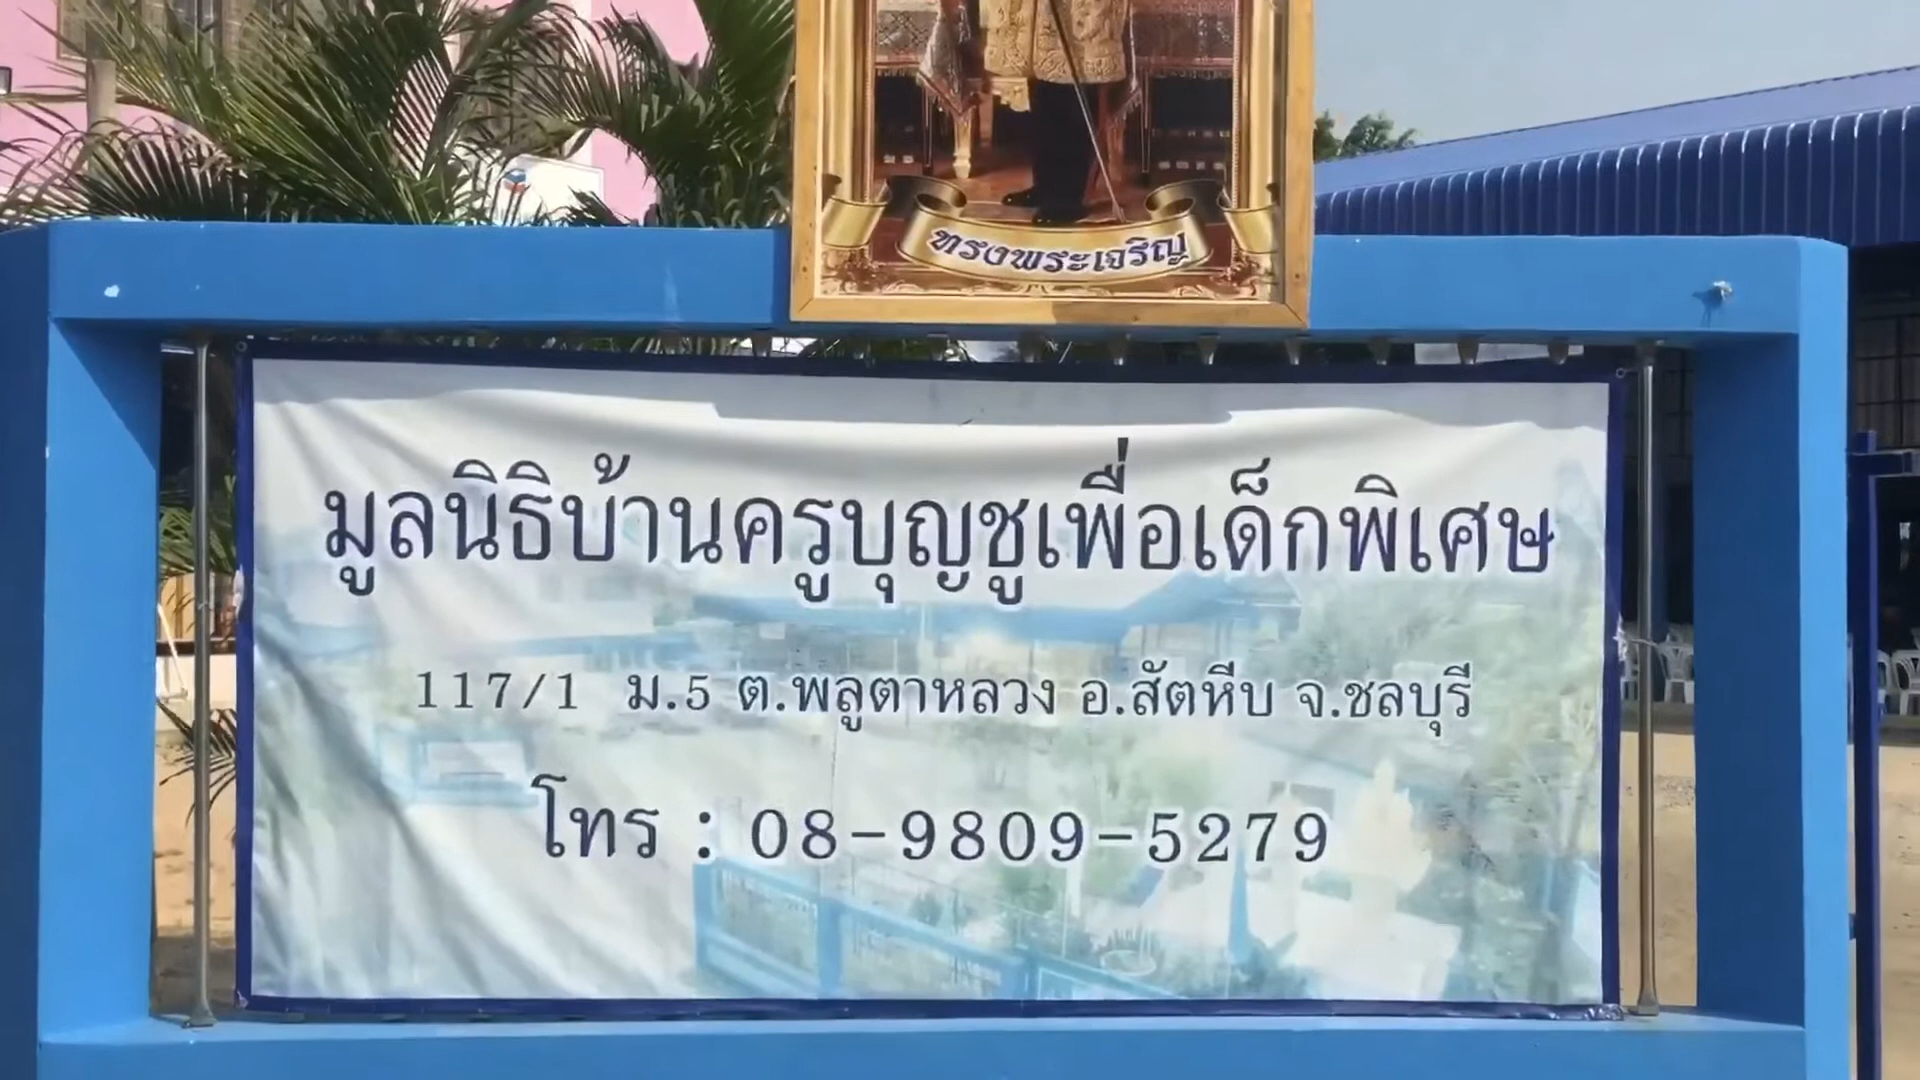 ทรงพระเจริญ
มูลนิธิบ้านครูบุญชูเพื่อเด็กพิเศษ
117/1 ม.5 ต.พลูตาหลวง อ.สัตหีบ จ.ชลบุรี
โทร : 08-9809-5279